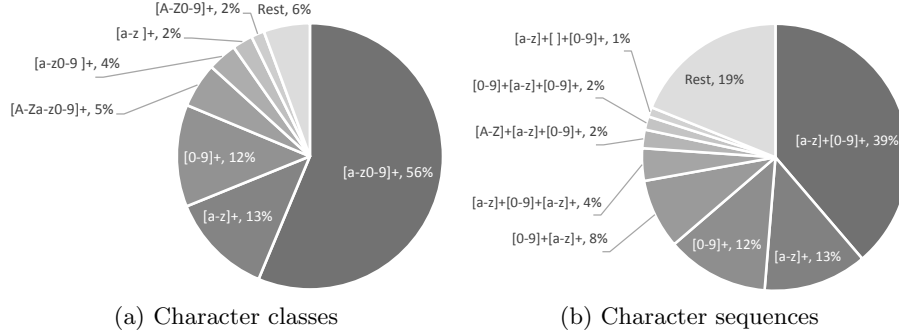 [A-Z0-9]+, 2%
Rest, 6%
[a-z ]+, 2%
[a-z0-9 ]+, 4%
[A-Za-z0-9]+, 5%
[0-9]+, 12%
[a-z]+, 13%
[a-z0-9]+, 56%
(a) Character classes
[a-z]+[ ]+[0-9]+, 1%
Rest, 19%
[0-9]+[a-z]+[0-9]+, 2%
[A-Z]+[a-z]+[0-9]+, 2%
[a-z]+[0-9]+[a-z]+, 4%
[0-9]+[a-z]+, 8%
[0-9]+, 12%
[a-z]+, 13%
[a-z]+[0-9]+, 39%
(b) Character sequences